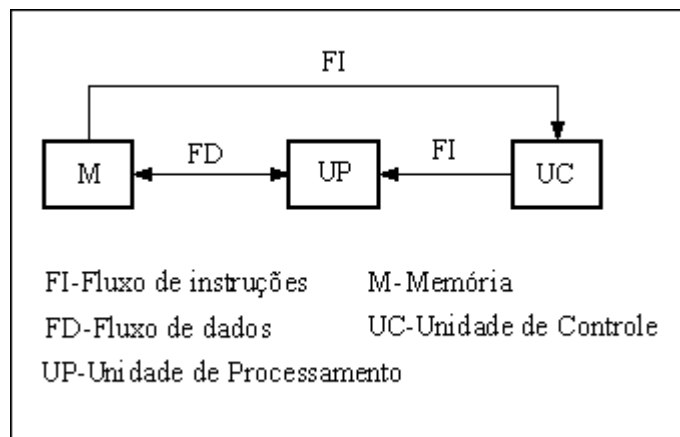 FI
M
FD
UP
FI
UC
FI-Fluxo de instruções
M-Memória
FD-Fluxo de dados
UC-Unidade de Controle
UP-Unidade de Processamento